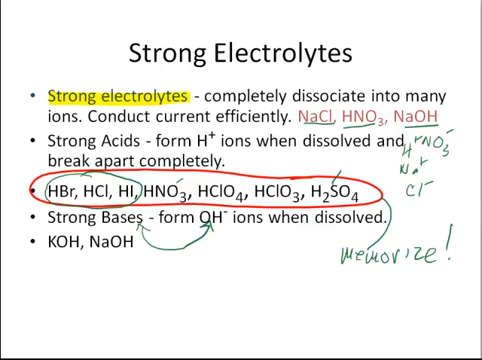 Strong Electrolytes
• Strong electrolytes - completely dissociate into many
ions. Conduct current efficiently. NaCl, HNO₃, NaOH
• Strong Acids - form H⁺ ions when dissolved and
break apart completely.
H⁺ NO₃⁻
Na⁺
Cl⁻
• HBr, HCl, HI, HNO₃, HClO₄, HClO₃, H₂SO₄
• Strong Bases - form OH⁻ ions when dissolved.
• KOH, NaOH
memorize!